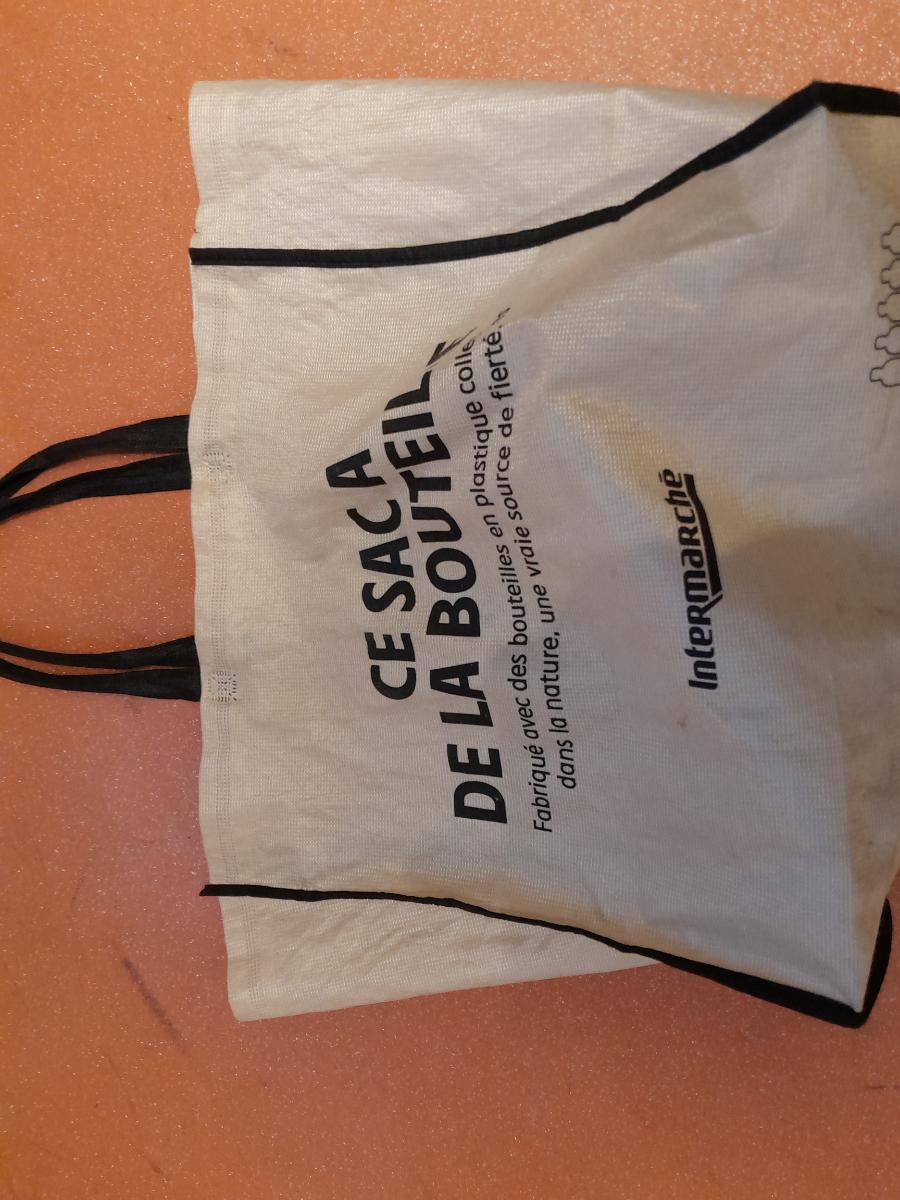 CE SAC A
DE LA BOUTEILLE
Fabriqué avec des bouteilles en plastique
dans la nature, une vraie source de fierté.
Intermarché